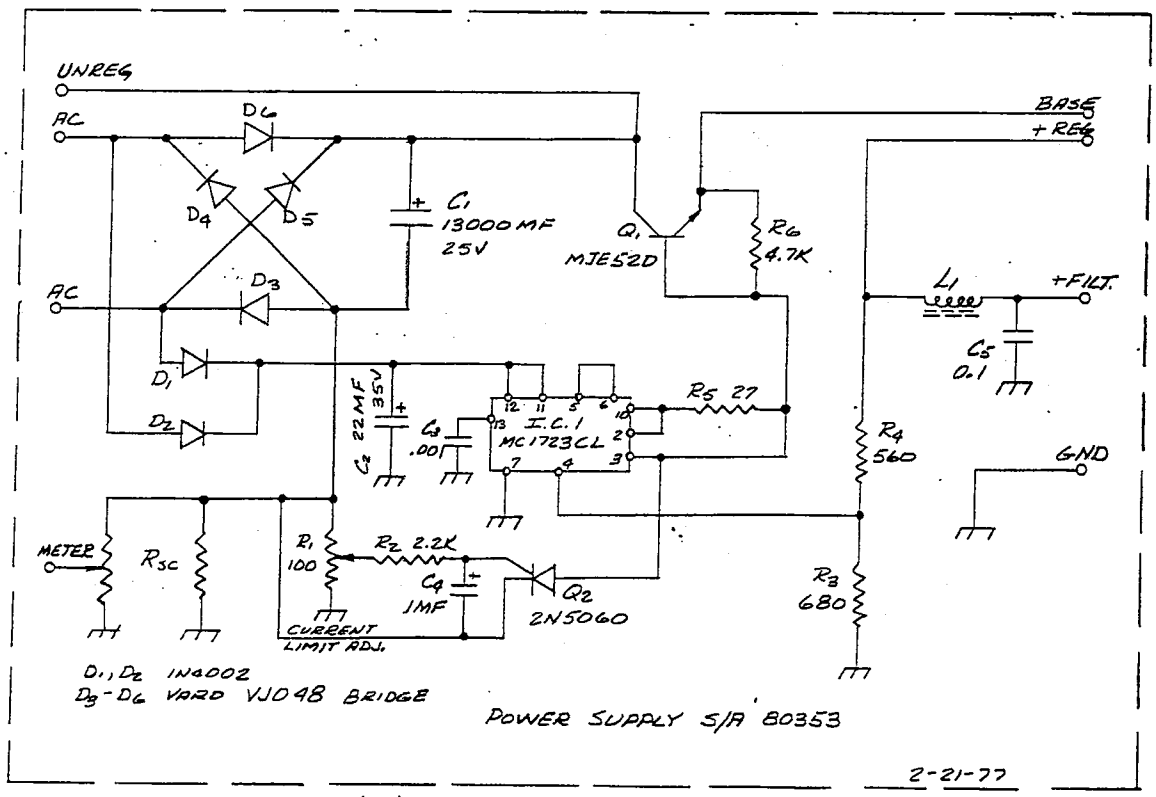 UNREG
AC
D6
BASE
+ REG
D4
D5
+
C1
13000 MF
25V
Q1
MJE520
R6
4.7K
AC
D3
L1
+FILT.
C5
0.1
D1
D2
C2 22MF
35V
+
C3
.001
12
11
5
6
13
I.C.1
MC1723CL
10
2
3
7
4
R5 27
R4
560
GND
METER
RSC
R1
100
R2 2.2K
C4
+
1MF
Q2
2N5060
R3
680
CURRENT
LIMIT ADJ.
D1, D2 1N4002
D3-D6 VARO VJ048 BRIDGE
POWER SUPPLY S/A 80353
2-21-77